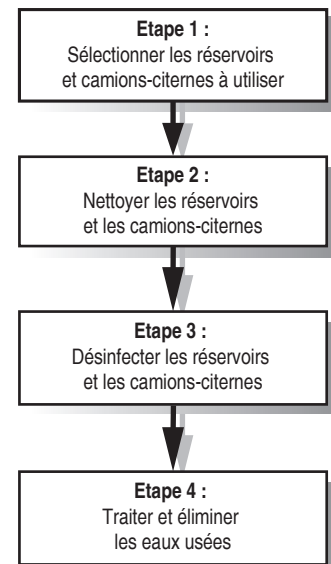 Etape 1 :
Sélectionner les réservoirs
et camions-citernes à utiliser
Etape 2 :
Nettoyer les réservoirs
et les camions-citernes
Etape 3 :
Désinfecter les réservoirs
et les camions-citernes
Etape 4 :
Traiter et éliminer
les eaux usées